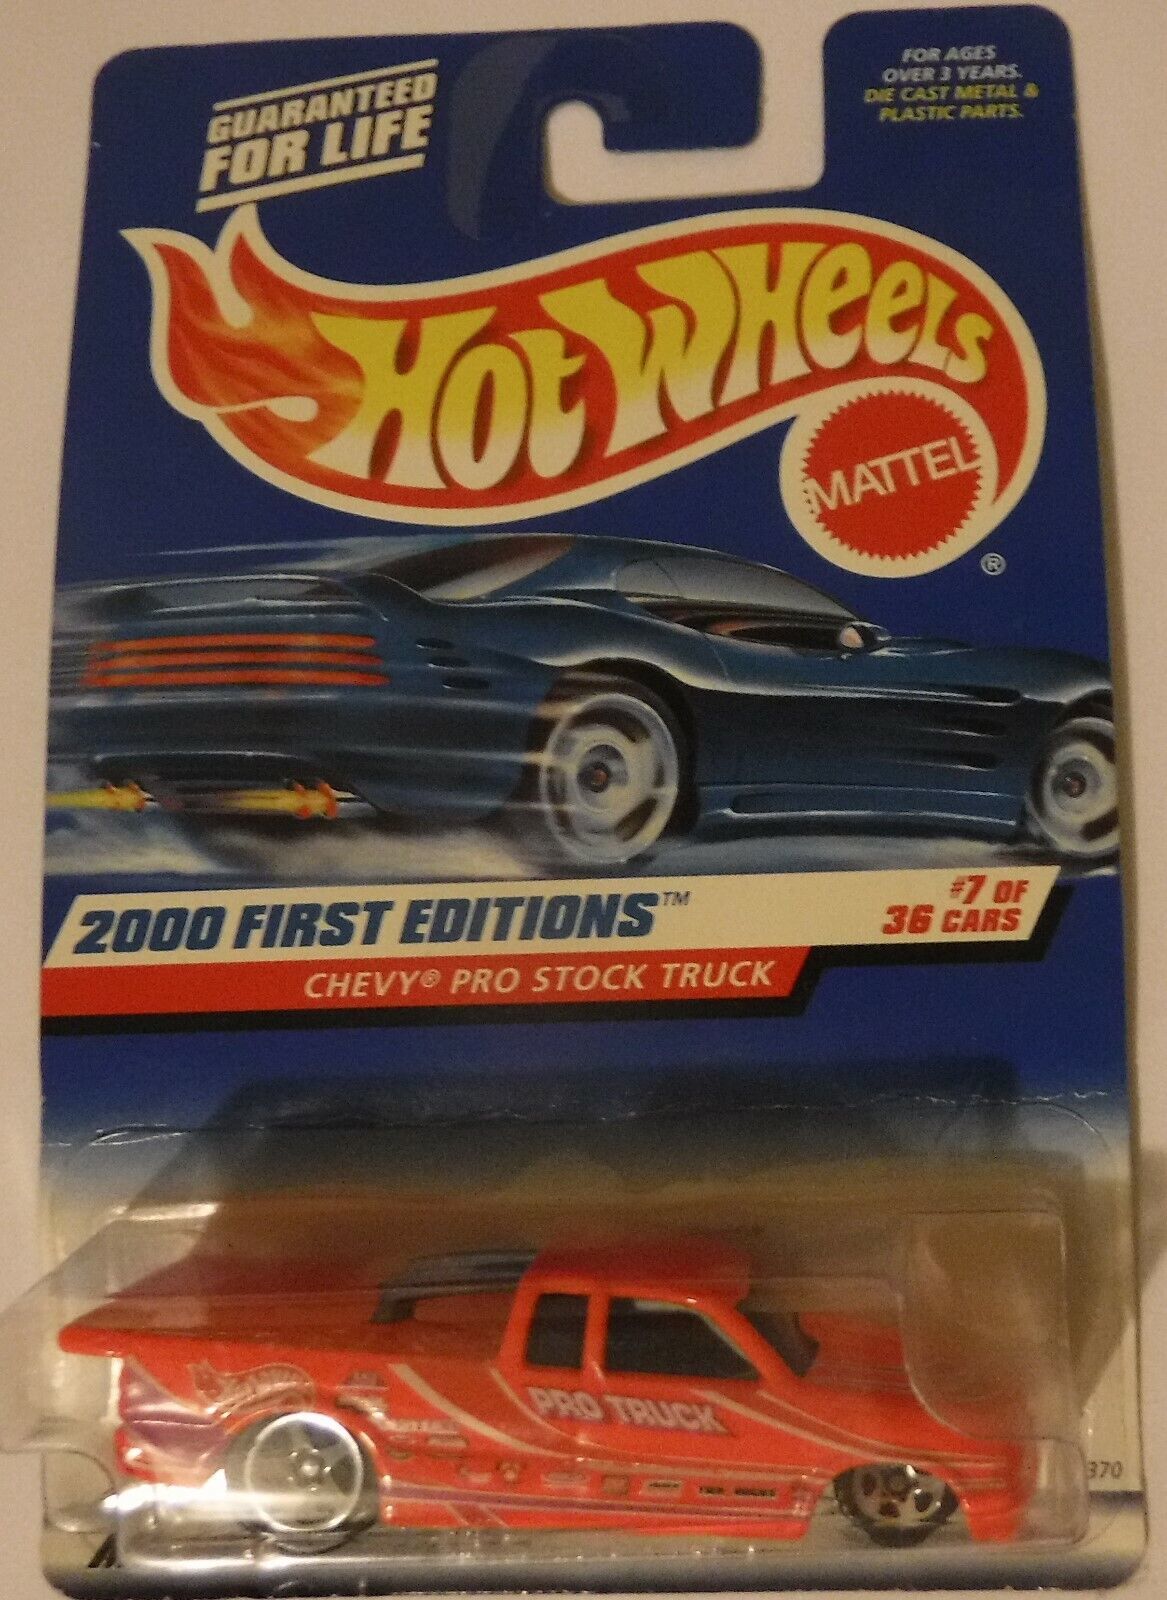 GUARANTEED
FOR LIFE
FOR AGES
OVER 3 YEARS.
DIE CAST METAL &
PLASTIC PARTS.
HOT WHEELS
MATTEL
®
2000 FIRST EDITIONS™
#7 OF
36 CARS
CHEVY® PRO STOCK TRUCK
PRO TRUCK
370